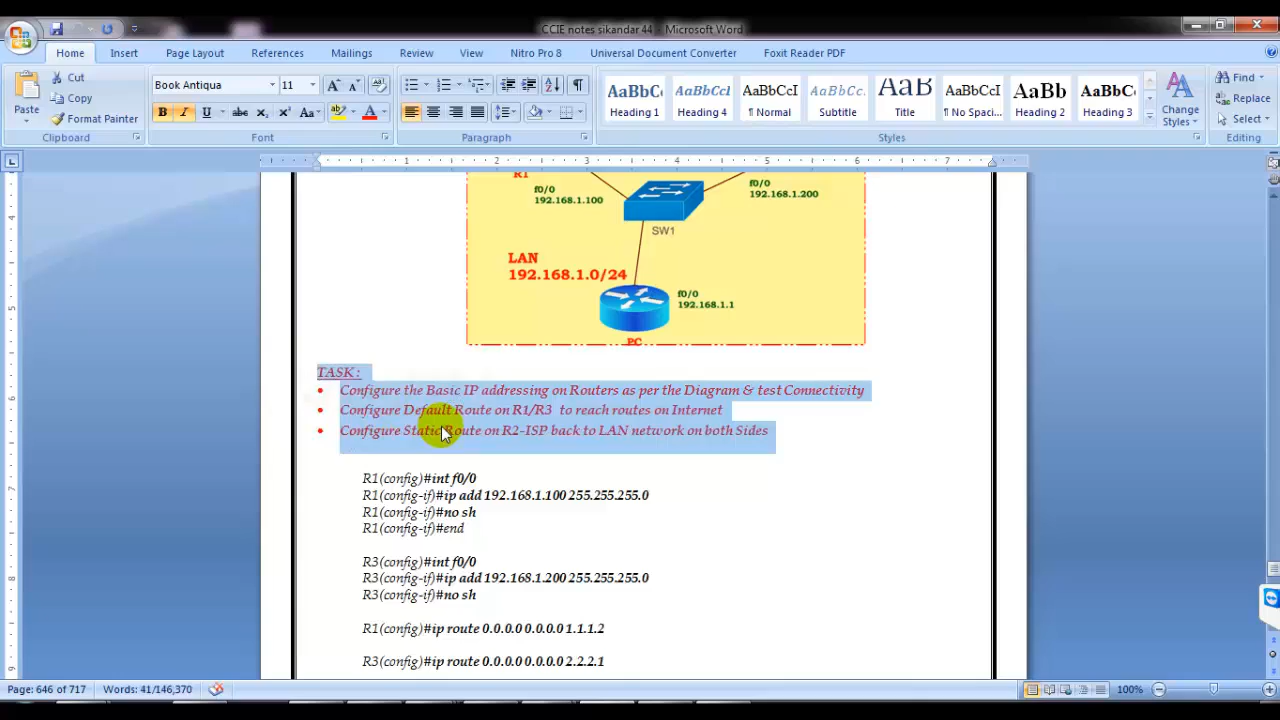 CCIE notes sikandar 44 - Microsoft Word
Home Insert Page Layout References Mailings Review View Nitro Pro 8 Universal Document Converter Foxit Reader PDF
Paste
Cut
Copy
Format Painter
Clipboard
Book Antiqua 11
Font
Paragraph
AaBbCc AaBbCcI AaBbCcI AaBbCcI AaB AaBbCcI AaBb AaBbCc
Heading 1 Heading 4 ¶ Normal Subtitle Title ¶ No Spaci... Heading 2 Heading 3
Change Styles
Styles
Find
Replace
Select
Editing
1 2 3 4 5 6 7
R1
f0/0
192.168.1.100
f0/0
192.168.1.200
SW1
LAN
192.168.1.0/24
f0/0
192.168.1.1
PC
TASK :
• Configure the Basic IP addressing on Routers as per the Diagram & test Connectivity
• Configure Default Route on R1/R3 to reach routes on Internet
• Configure Static Route on R2-ISP back to LAN network on both Sides
R1(config)#int f0/0
R1(config-if)#ip add 192.168.1.100 255.255.255.0
R1(config-if)#no sh
R1(config-if)#end
R3(config)#int f0/0
R3(config-if)#ip add 192.168.1.200 255.255.255.0
R3(config-if)#no sh
R1(config)#ip route 0.0.0.0 0.0.0.0 1.1.1.2
R3(config)#ip route 0.0.0.0 0.0.0.0 2.2.2.1
Page: 646 of 717 Words: 41/146,370 100%